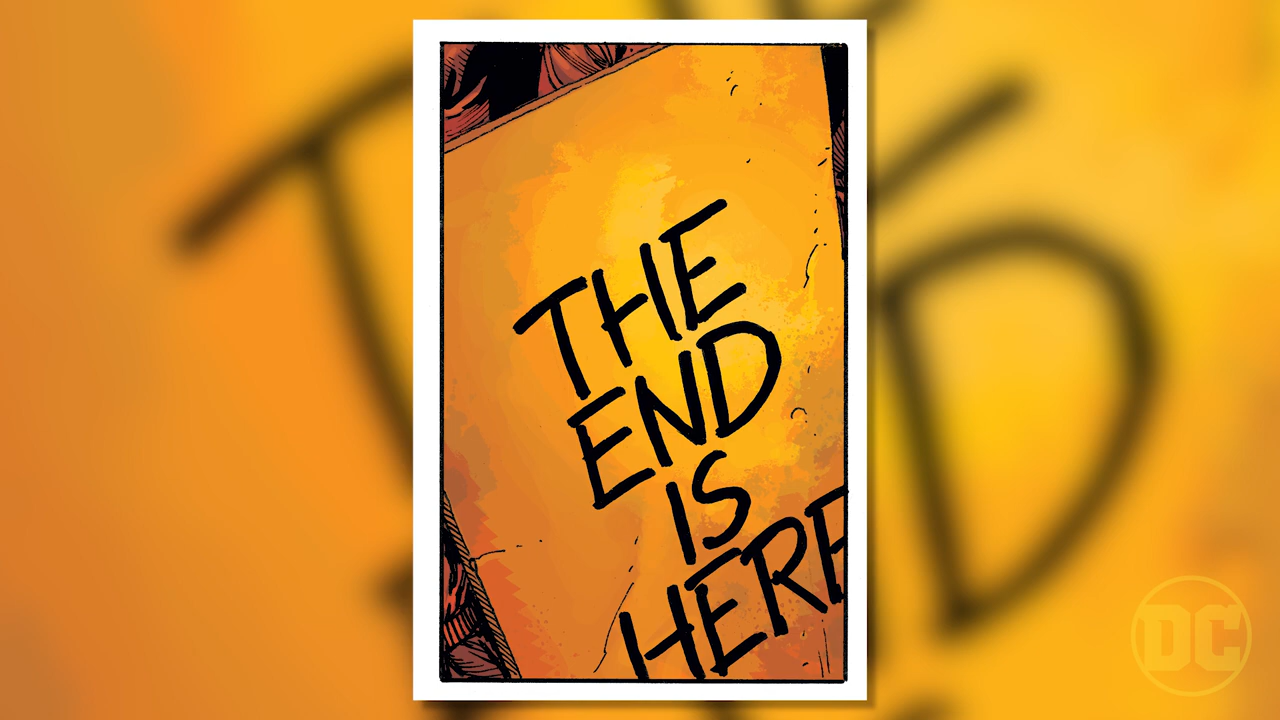 THE
END
IS
HERE
DC